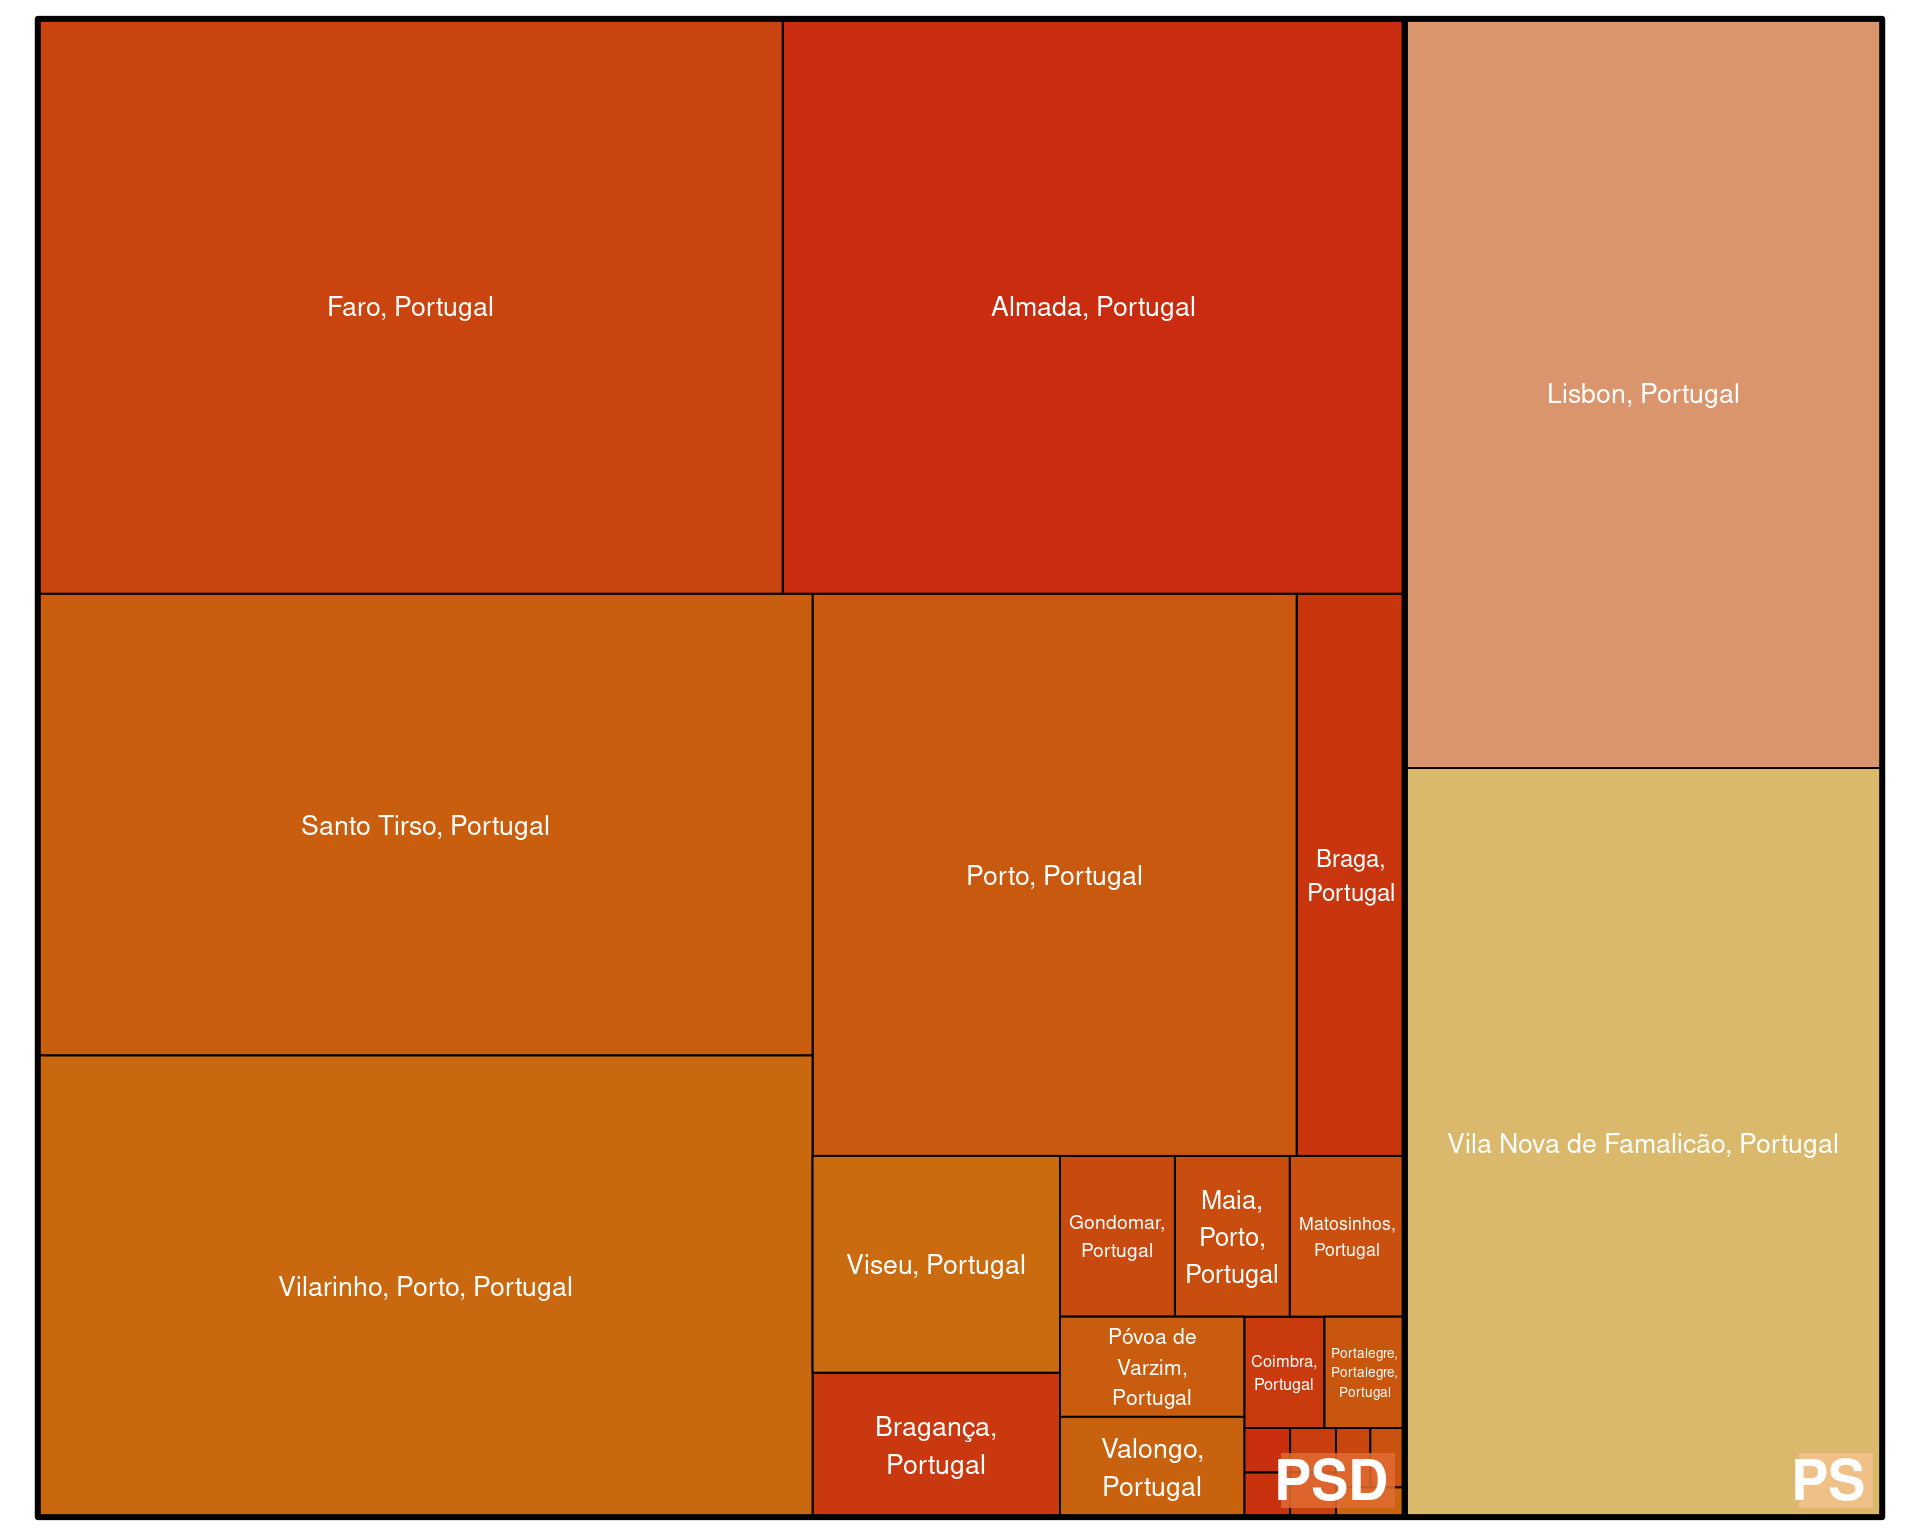 Faro, Portugal
Almada, Portugal
Lisbon, Portugal
Santo Tirso, Portugal
Porto, Portugal
Braga,
Portugal
Vila Nova de Famalicão, Portugal
Vilarinho, Porto, Portugal
Viseu, Portugal
Gondomar,
Portugal
Maia,
Porto,
Portugal
Matosinhos,
Portugal
Póvoa de
Varzim,
Portugal
Coimbra,
Portugal
Portalegre,
Portalegre,
Portugal
Bragança,
Portugal
Valongo,
Portugal
PSD
PS